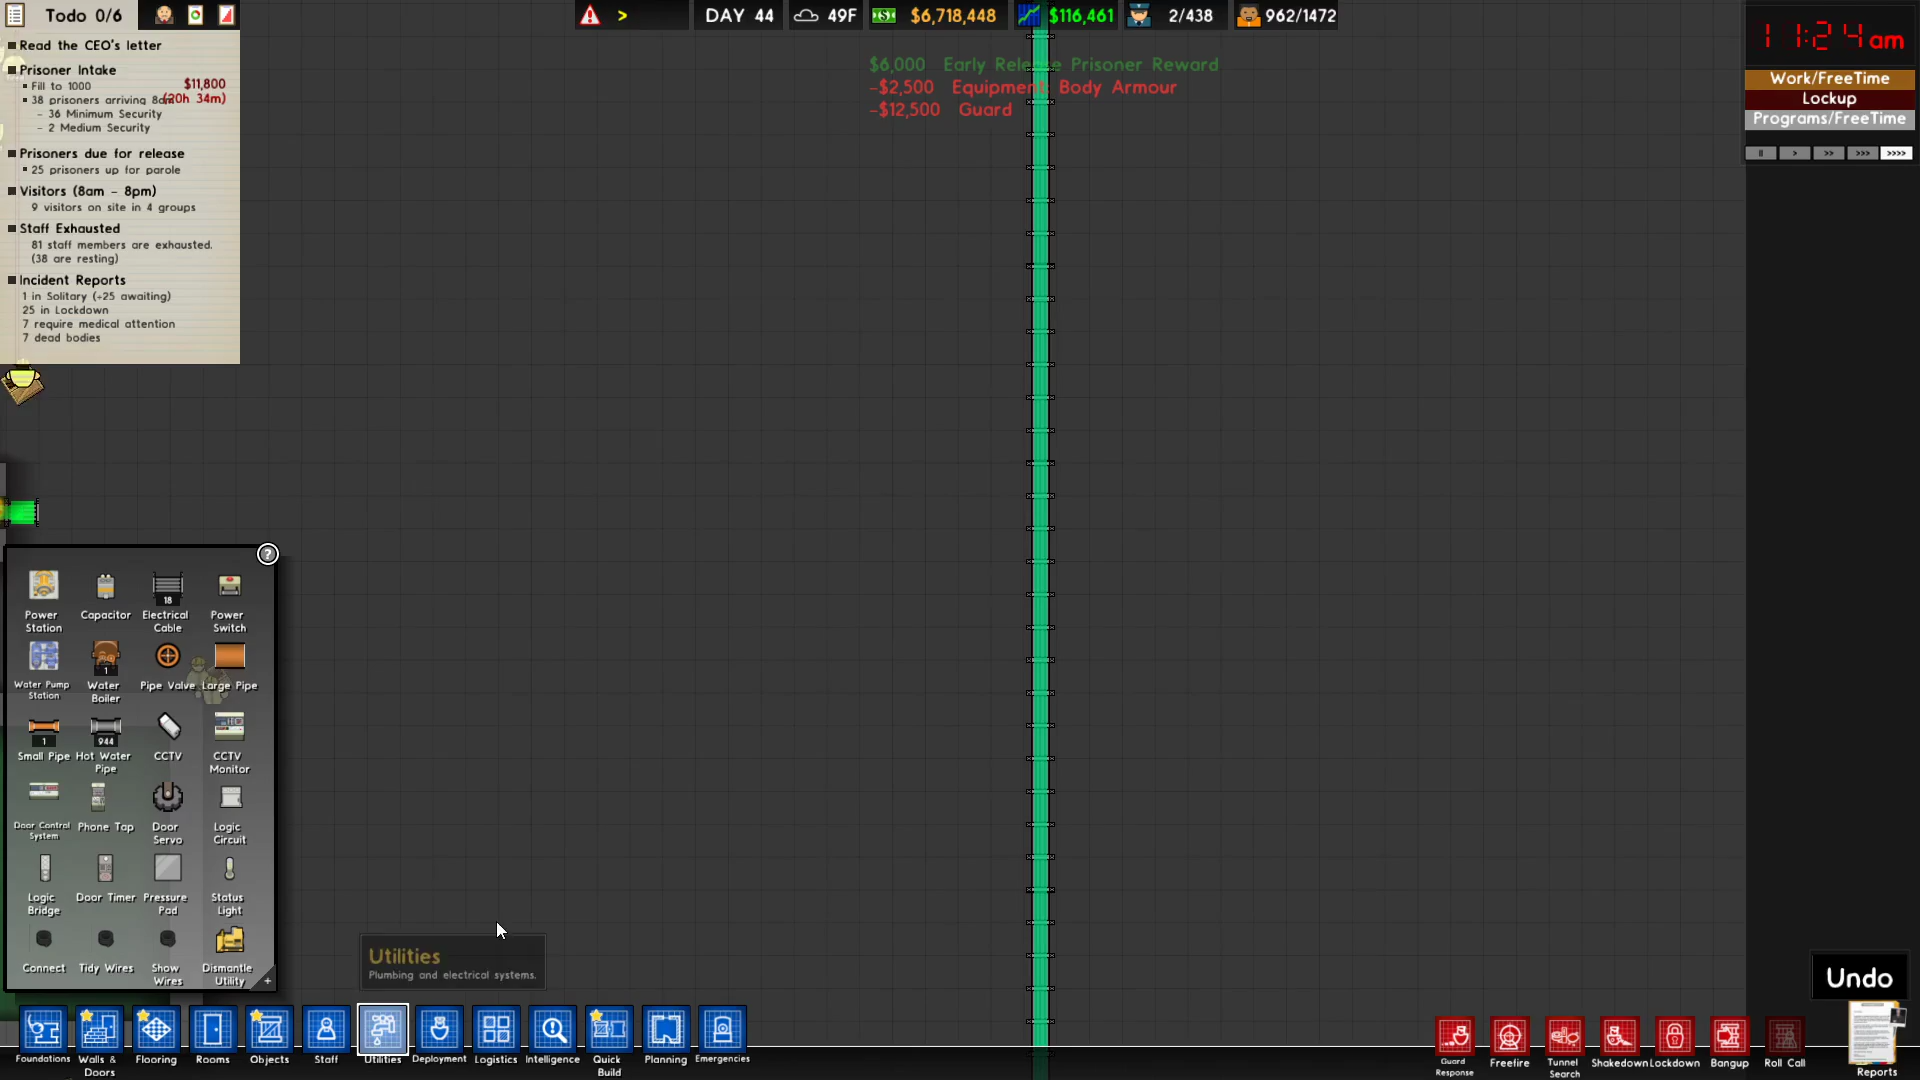 Todo 0/6
DAY 44
49F
$6,718,448
$116,461
2/438
962/1472
11:24am
Read the CEO's letter
Prisoner Intake
$11,800
Fill to 1000
38 prisoners arriving 8am (20h 34m)
- 36 Minimum Security
- 2 Medium Security
Prisoners due for release
25 prisoners up for parole
Visitors (8am - 8pm)
9 visitors on site in 4 groups
Staff Exhausted
81 staff members are exhausted.
(38 are resting)
Incident Reports
1 in Solitary (+25 awaiting)
25 in Lockdown
7 require medical attention
7 dead bodies
$6,000 Early Release Prisoner Reward
-$2,500 Equipment: Body Armour
-$12,500 Guard
Work/FreeTime
Lockup
Programs/FreeTime
Power Station
Capacitor
18
Electrical Cable
Power Switch
Water Pump Station
1
Water Boiler
Pipe Valve
Large Pipe
1
Small Pipe
944
Hot Water Pipe
CCTV
CCTV Monitor
Door Control System
Phone Tap
Door Servo
Logic Circuit
Logic Bridge
Door Timer
Pressure Pad
Status Light
Connect
Tidy Wires
Show Wires
Dismantle Utility
Utilities
Plumbing and electrical systems.
Undo
Foundations
Walls & Doors
Flooring
Rooms
Objects
Staff
Utilities
Deployment
Logistics
Intelligence
Quick Build
Planning
Emergencies
Guard Response
Freefire
Tunnel Search
Shakedown
Lockdown
Bangup
Roll Call
Reports